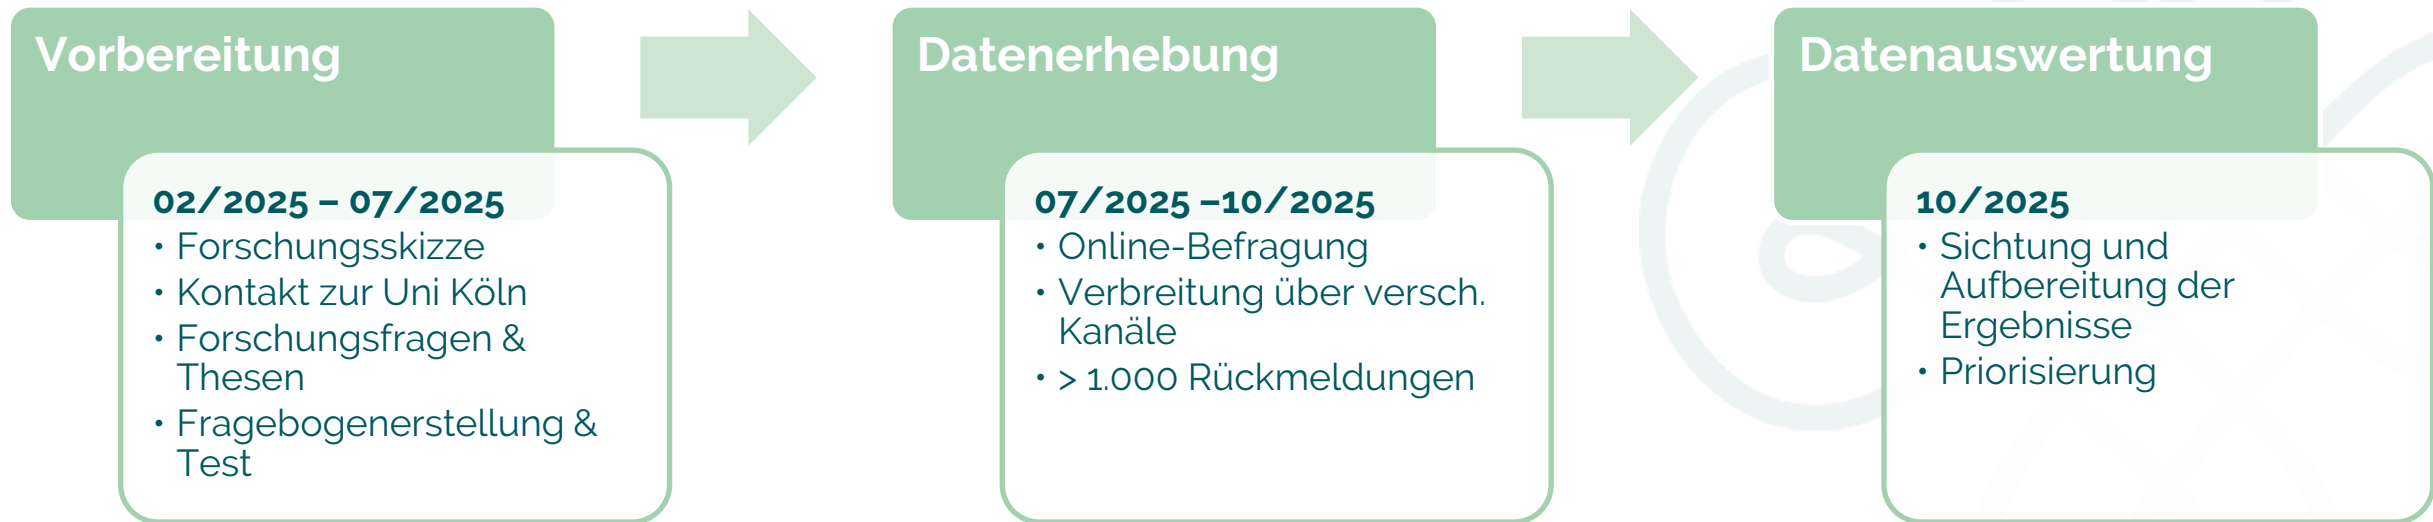 Vorbereitung
02/2025 – 07/2025
• Forschungsskizze
• Kontakt zur Uni Köln
• Forschungsfragen &
Thesen
• Fragebogenerstellung &
Test
Datenerhebung
07/2025 –10/2025
• Online-Befragung
• Verbreitung über versch.
Kanäle
• > 1.000 Rückmeldungen
Datenauswertung
10/2025
• Sichtung und
Aufbereitung der
Ergebnisse
• Priorisierung